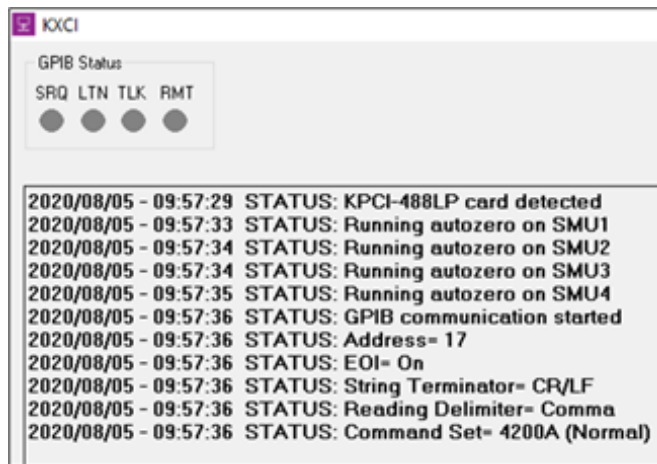 KXCI
GPIB Status
SRQ LTN TLK RMT
2020/08/05 - 09:57:29 STATUS: KPCI-488LP card detected
2020/08/05 - 09:57:33 STATUS: Running autozero on SMU1
2020/08/05 - 09:57:34 STATUS: Running autozero on SMU2
2020/08/05 - 09:57:34 STATUS: Running autozero on SMU3
2020/08/05 - 09:57:35 STATUS: Running autozero on SMU4
2020/08/05 - 09:57:36 STATUS: GPIB communication started
2020/08/05 - 09:57:36 STATUS: Address= 17
2020/08/05 - 09:57:36 STATUS: EOI= On
2020/08/05 - 09:57:36 STATUS: String Terminator= CR/LF
2020/08/05 - 09:57:36 STATUS: Reading Delimiter= Comma
2020/08/05 - 09:57:36 STATUS: Command Set= 4200A (Normal)